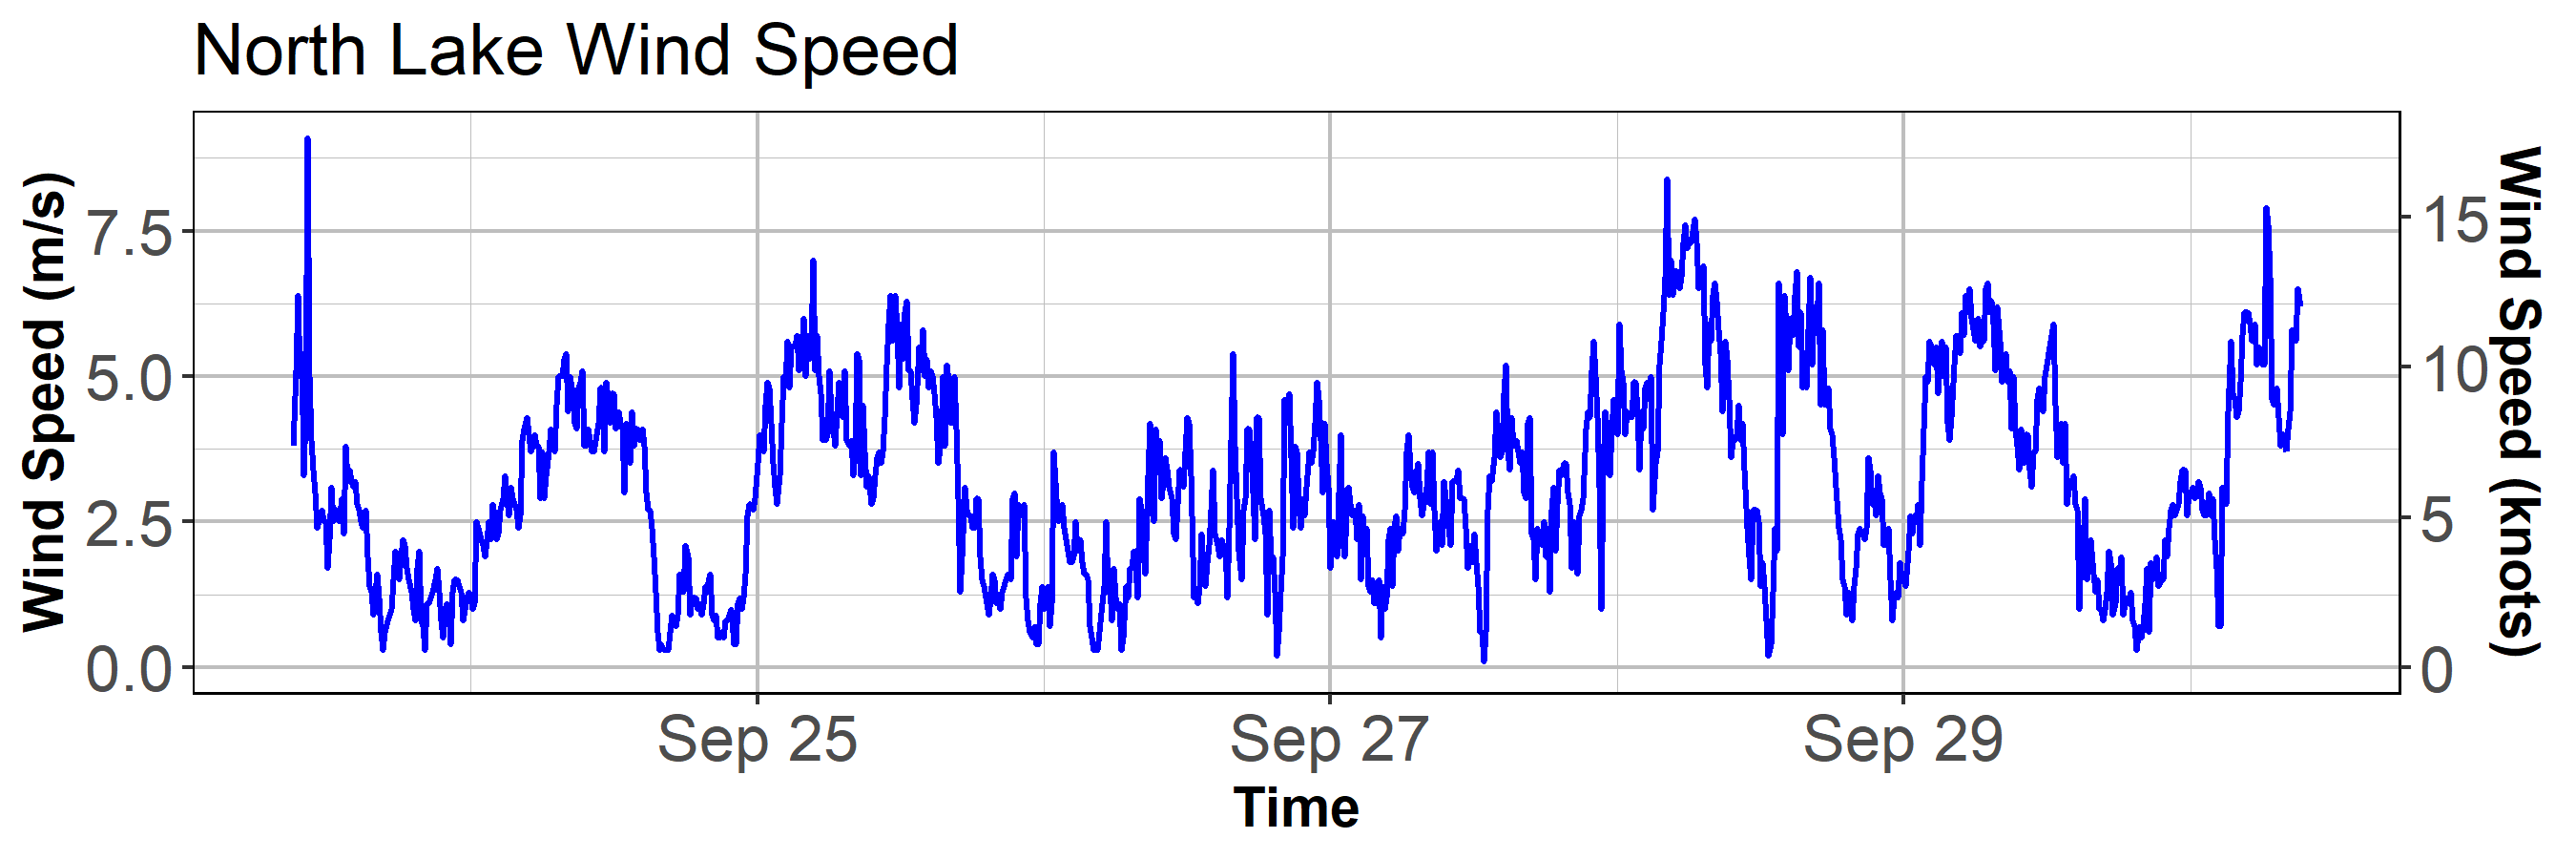 North Lake Wind Speed
Wind Speed (m/s)
7.5
5.0
2.5
0.0
15
10
5
0
Wind Speed (knots)
Sep 25
Sep 27
Sep 29
Time